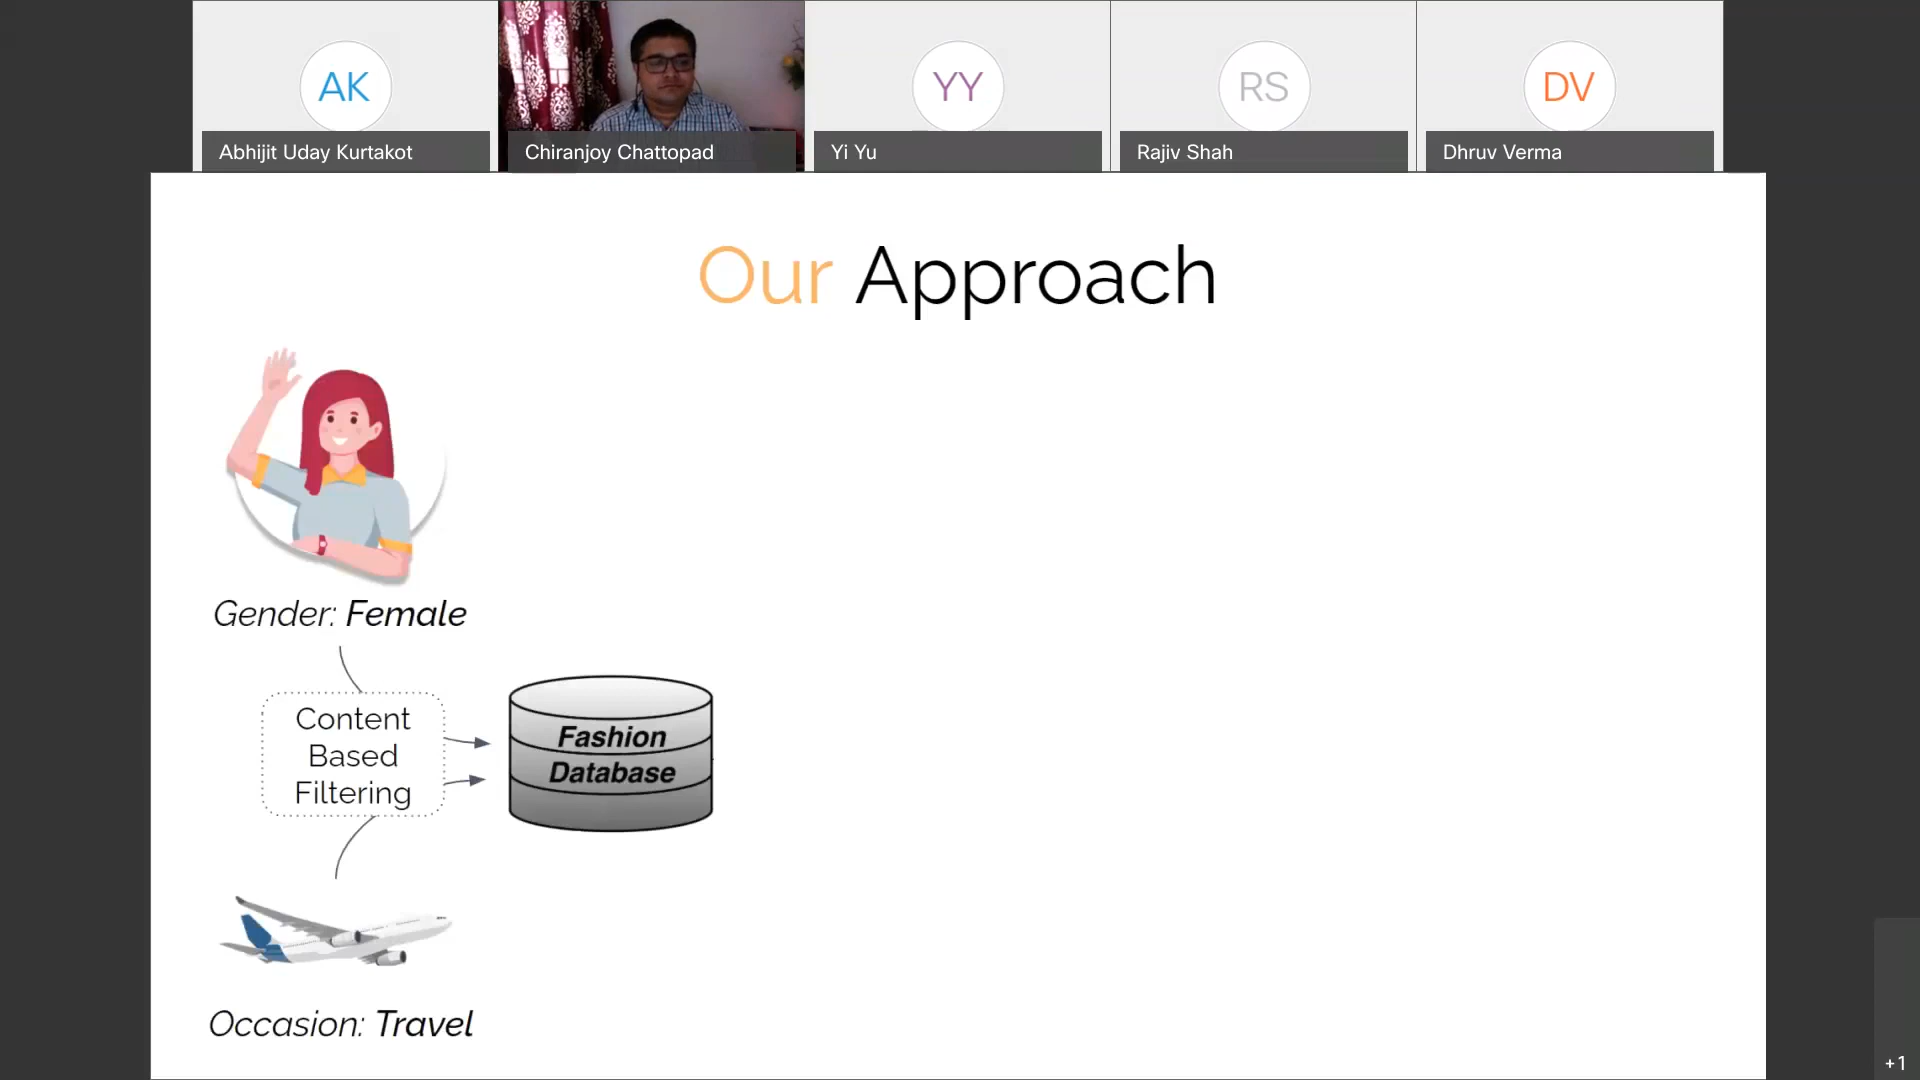 AK
YY
RS
DV
Abhijit Uday Kurtakot
Chiranjoy Chattopad
Yi Yu
Rajiv Shah
Dhruv Verma
Our Approach
Gender: Female
Content
Based
Filtering
Fashion
Database
Occasion: Travel
+1